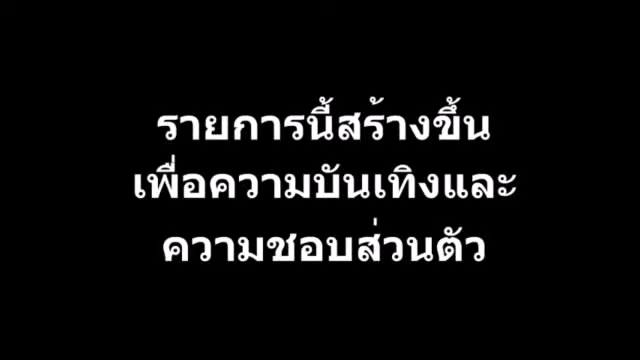 รายการนี้สร้างขึ้น
เพื่อความบันเทิงและ
ความชอบส่วนตัว